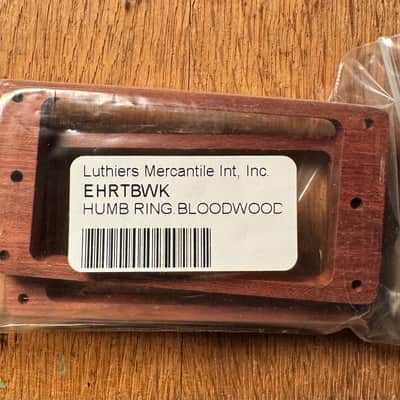 Luthiers Mercantile Int, Inc.
EHRTBWK
HUMB RING.BLOODWOOD